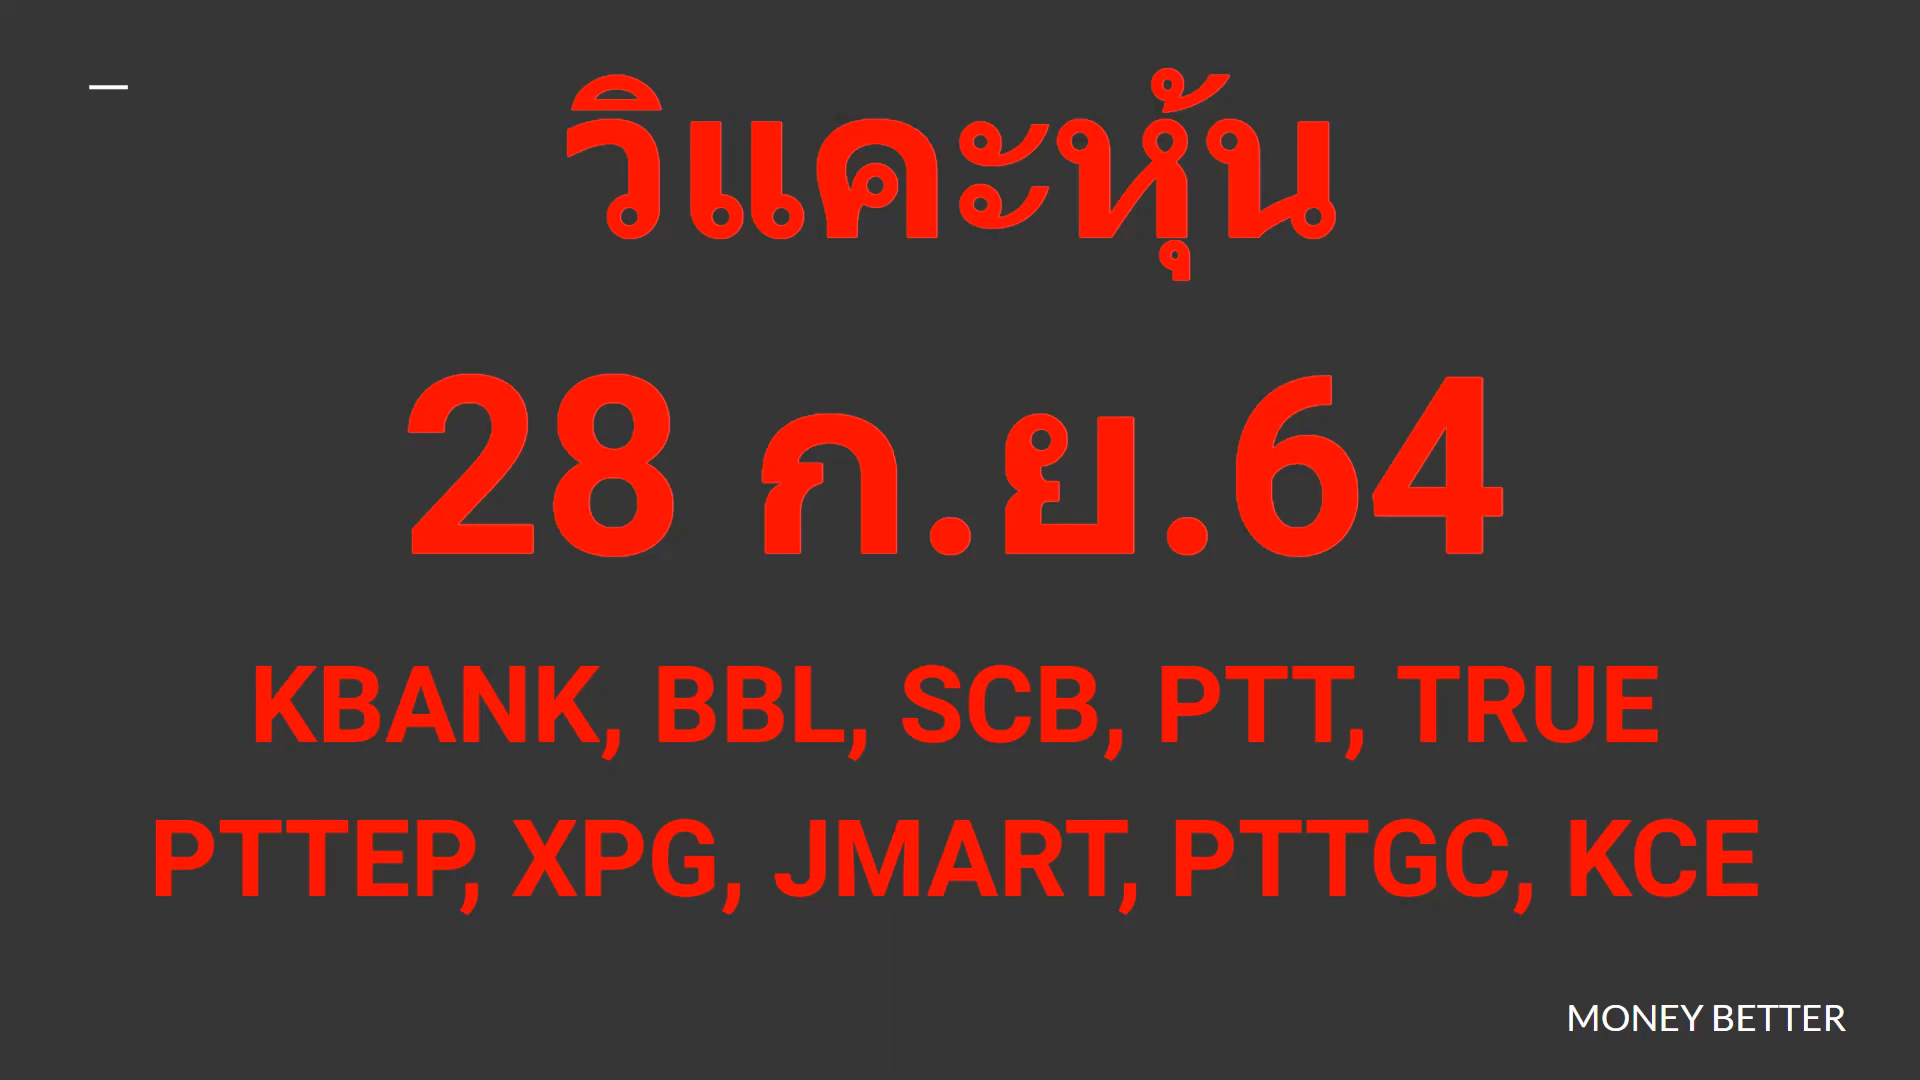 วิแคะหุ้น
28 ก.ย.64
KBANK, BBL, SCB, PTT, TRUE
PTTEP, XPG, JMART, PTTGC, KCE
MONEY BETTER